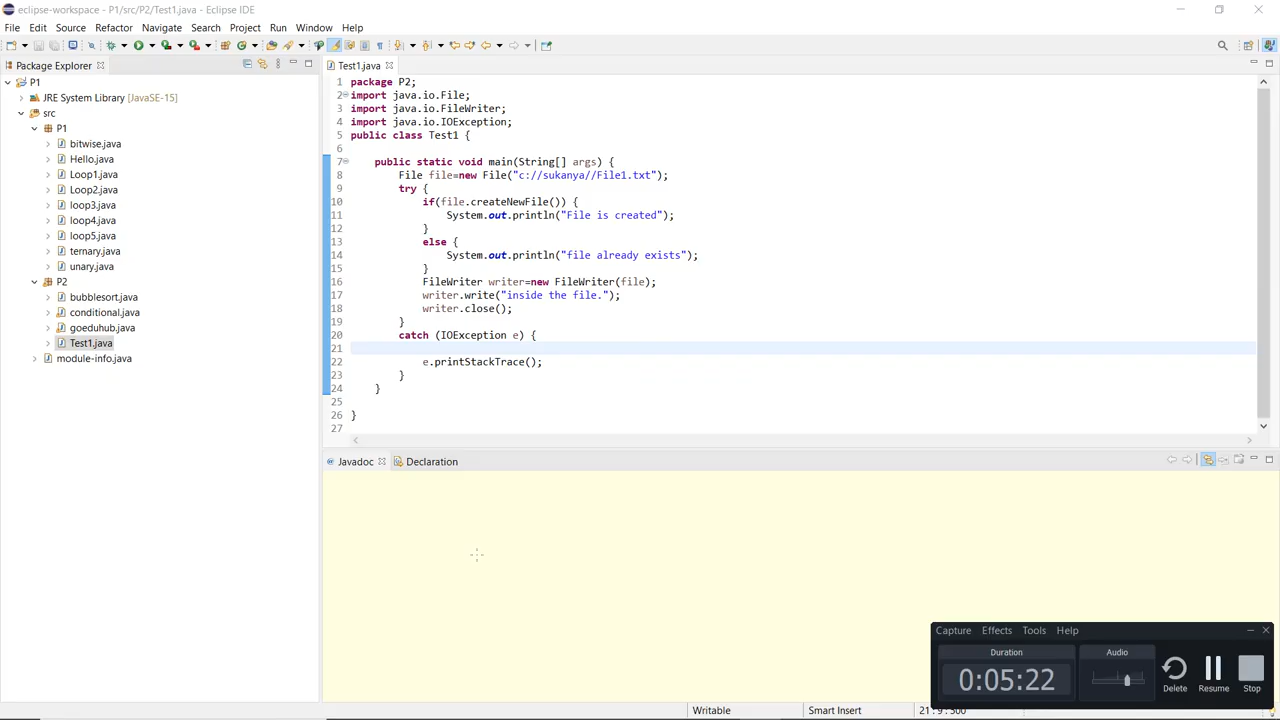 eclipse-workspace - P1/src/P2/Test1.java - Eclipse IDE
File Edit Source Refactor Navigate Search Project Run Window Help
Package Explorer
P1
JRE System Library [JavaSE-15]
src
P1
bitwise.java
Hello.java
Loop1.java
Loop2.java
loop3.java
loop4.java
loop5.java
ternary.java
unary.java
P2
bubblesort.java
conditional.java
goeduhub.java
Test1.java
module-info.java
Test1.java
1 package P2;
2 import java.io.File;
3 import java.io.FileWriter;
4 import java.io.IOException;
5 public class Test1 {
6
7 public static void main(String[] args) {
8 File file=new File("c://sukanya//File1.txt");
9 try {
10 if(file.createNewFile()) {
11 System.out.println("File is created");
12 }
13 else {
14 System.out.println("file already exists");
15 }
16 FileWriter writer=new FileWriter(file);
17 writer.write("inside the file.");
18 writer.close();
19 }
20 catch (IOException e) {
21
22 e.printStackTrace();
23 }
24 }
25
26 }
27
Javadoc Declaration
Capture Effects Tools Help
Duration Audio
0:05:22
Delete Resume Stop
Writable Smart Insert 21 : 9 : 500